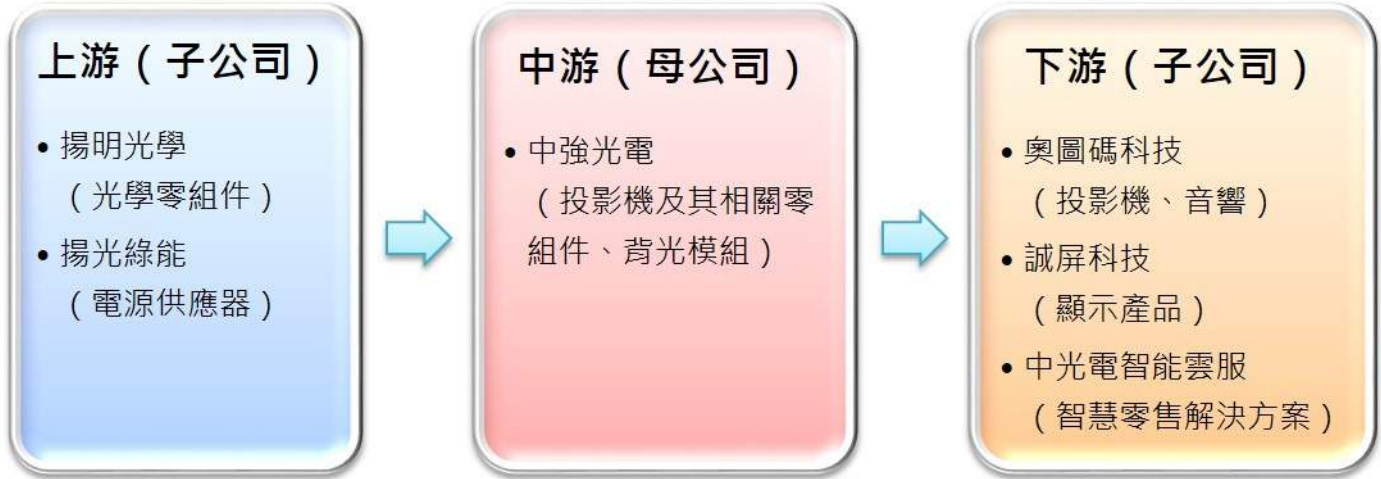 上游（子公司）
• 揚明光學
（光學零組件）
• 揚光綠能
（電源供應器）
中游（母公司）
• 中強光電
（投影機及其相關零
組件、背光模組）
下游（子公司）
• 奧圖碼科技
（投影機、音響）
• 誠屏科技
（顯示產品）
• 中光電智能雲服
（智慧零售解決方案）